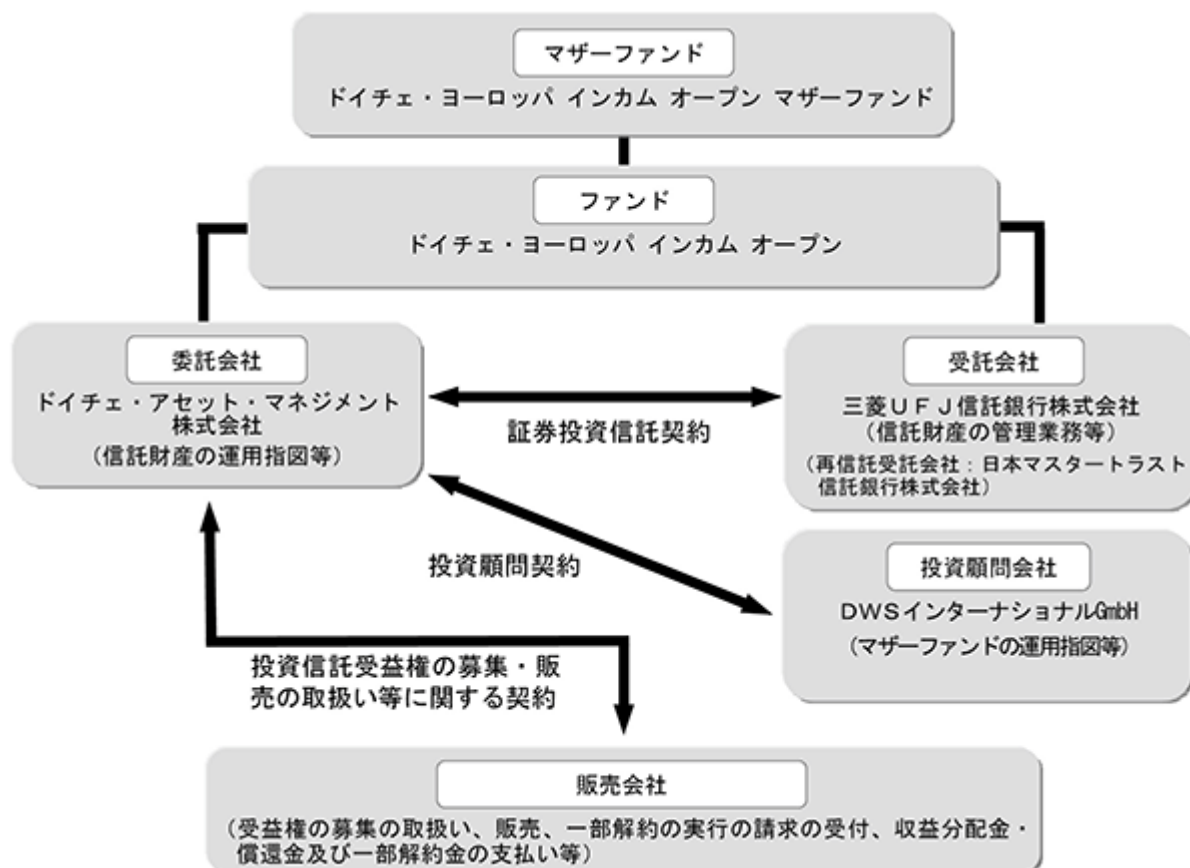 マザーファンド
ドイチェ・ヨーロッパ インカム オープン マザーファンド
ファンド
ドイチェ・ヨーロッパ インカム オープン
委託会社
ドイチェ・アセット・マネジメント
株式会社
(信託財産の運用指図等)
証券投資信託契約
受託会社
三菱UFJ信託銀行株式会社
(信託財産の管理業務等)
(再信託受託会社:日本マスタートラスト
信託銀行株式会社)
投資顧問契約
投資顧問会社
DWSインターナショナルGmbH
(マザーファンドの運用指図等)
投資信託受益権の募集・販
売の取扱い等に関する契約
販売会社
(受益権の募集の取扱い、販売、一部解約の実行の請求の受付、収益分配金・
償還金及び一部解約金の支払い等)